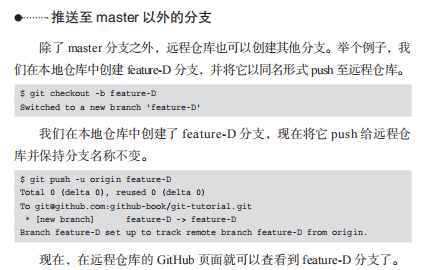 推送至 master 以外的分支
除了 master 分支之外，远程仓库也可以创建其他分支。举个例子，我
们在本地仓库中创建 feature-D 分支，并将它以同名形式 push 至远程仓库。
$ git checkout -b feature-D
Switched to a new branch 'feature-D'
我们在本地仓库中创建了 feature-D 分支，现在将它 push 给远程仓
库并保持分支名称不变。
$ git push -u origin feature-D
Total 0 (delta 0), reused 0 (delta 0)
To git@github.com:github-book/git-tutorial.git
* [new branch] feature-D -> feature-D
Branch feature-D set up to track remote branch feature-D from origin.
现在，在远程仓库的 GitHub 页面就可以查看到 feature-D 分支了。